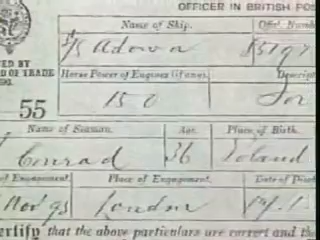 OFFICER IN BRITISH POS
Name of Ship. Offl. Numb
ED BY
D OF TRADE
S/S Adowa
Horse Power of Engines (if any). Descript
55
150
Name of Seaman. Age. Place of Birth.
Conrad 36 Poland
of Engagement. Place of Engagement. Date of Disch
Nov 93 London
ertify that the above particulars are correct and th